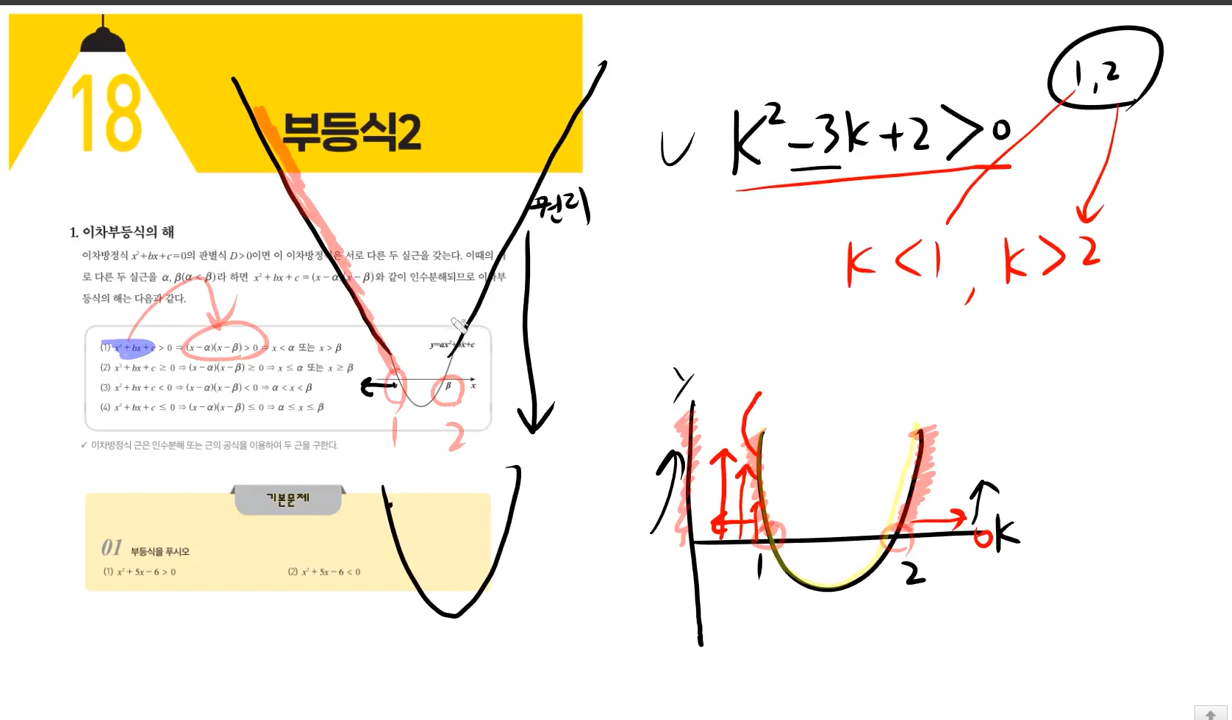 18
부등식2
1. 이차부등식의 해
이차방정식 x²+bx+c=0의 판별식 D>0이면 이 이차방정식은 서로 다른 두 실근을 갖는다. 이때의
로 다른 두 실근을 α, β(α<β)라 하면 x²+bx+c=(x-α)(x-β)와 같이 인수분해되므로 이차부
등식의 해는 다음과 같다.
(1) x²+bx+c>0 ⇒ (x-α)(x-β)>0 ⇒ x<α 또는 x>β
(2) x²+bx+c≥0 ⇒ (x-α)(x-β)≥0 ⇒ x≤α 또는 x≥β
(3) x²+bx+c<0 ⇒ (x-α)(x-β)<0 ⇒ α<x<β
(4) x²+bx+c≤0 ⇒ (x-α)(x-β)≤0 ⇒ α≤x≤β
y=ax²+bx+c
β x
1 2
✓ 이차방정식 근은 인수분해 또는 근의 공식을 이용하여 두 근을 구한다.
기본문제
01 부등식을 푸시오
(1) x²+5x-6>0 (2) x²+5x-6<0
원리
1, 2
K²-3K+2>0
K<1, K>2
Y
1 2 K